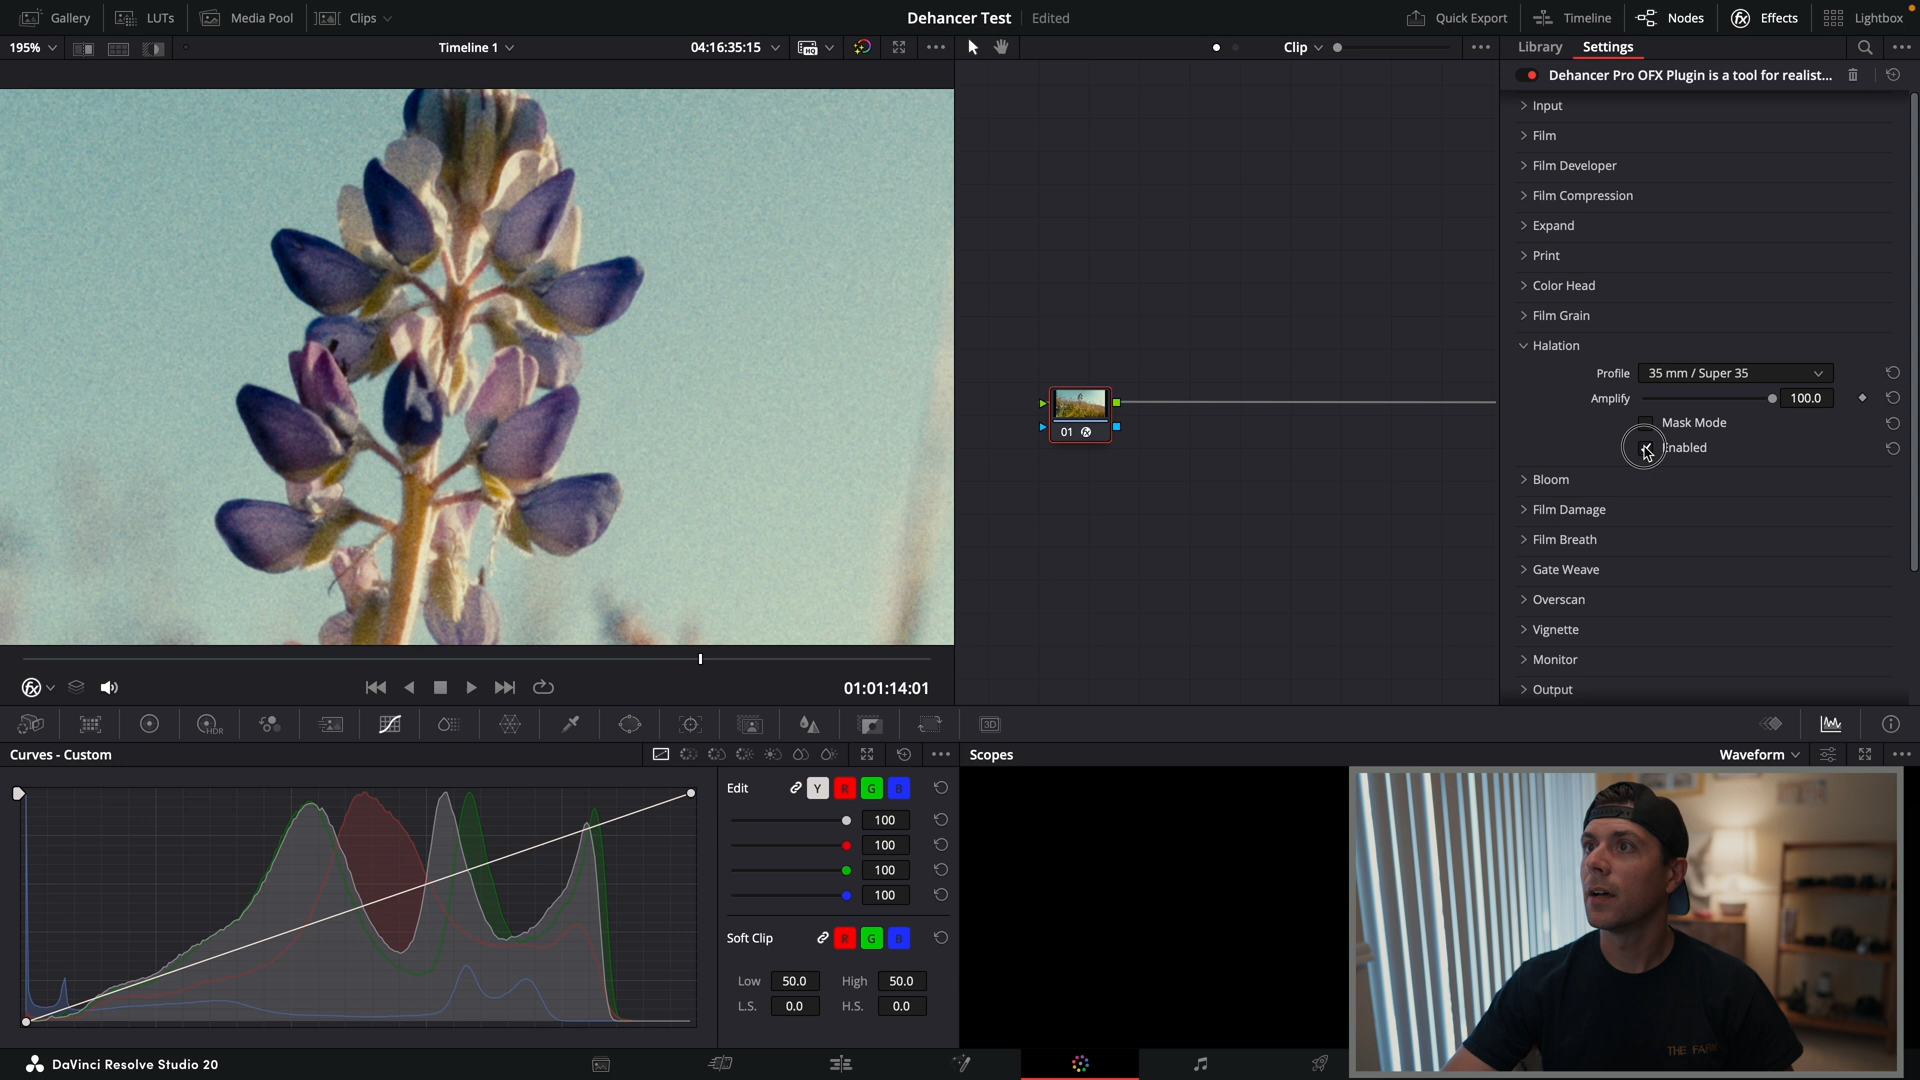 Gallery
LUTs
Media Pool
Clips
Dehancer Test
Edited
Quick Export
Timeline
Nodes
Effects
Lightbox
195%
Timeline 1
04:16:35:15
HQ
Clip
Library
Settings
Dehancer Pro OFX Plugin is a tool for realist...
Input
Film
Film Developer
Film Compression
Expand
Print
Color Head
Film Grain
Halation
Profile 35 mm / Super 35
Amplify 100.0
Mask Mode
Enabled
Bloom
Film Damage
Film Breath
Gate Weave
Overscan
Vignette
Monitor
Output
01
01:01:14:01
HDR
3D
Curves - Custom
Edit Y R G B
100
100
100
100
Soft Clip R G B
Low 50.0 High 50.0
L.S. 0.0 H.S. 0.0
Scopes
Waveform
THE FARM
DaVinci Resolve Studio 20